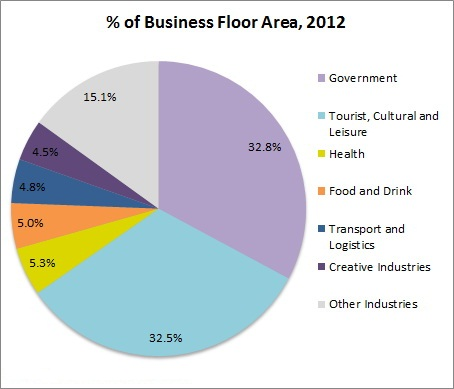 % of Business Floor Area, 2012
15.1%
32.8%
4.5%
4.8%
5.0%
5.3%
32.5%
Government
Tourist, Cultural and
Leisure
Health
Food and Drink
Transport and
Logistics
Creative Industries
Other Industries